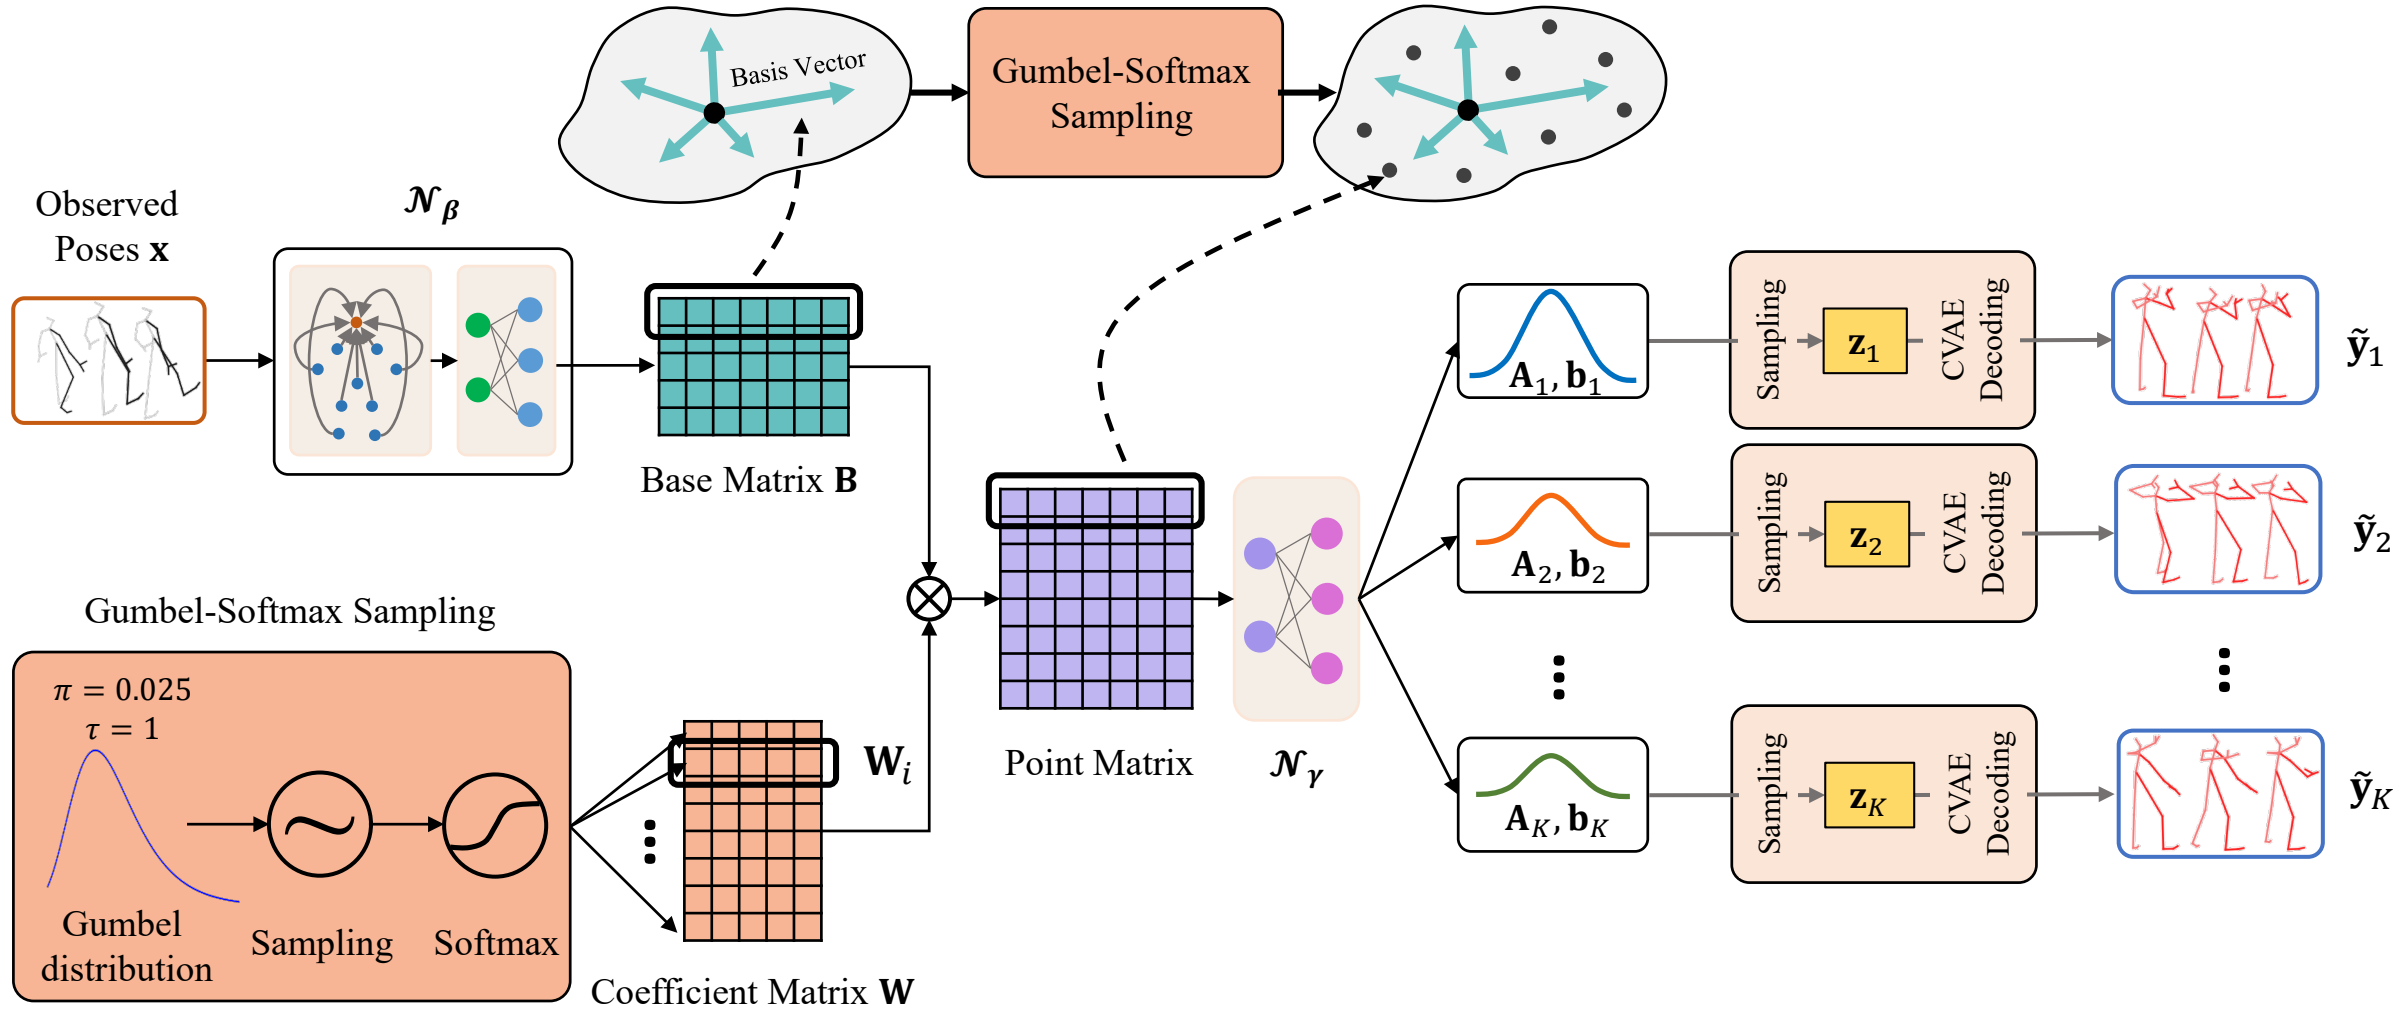 Basis Vector
Gumbel-Softmax
Sampling
Observed
Poses 𝐱
𝓝𝜷
Base Matrix 𝐁
Gumbel-Softmax Sampling
π = 0.025
τ = 1
Gumbel
distribution
Sampling
Softmax
Coefficient Matrix 𝐖
𝐖𝑖
Point Matrix
𝓝𝜸
𝐀₁, 𝐛₁
Sampling
𝐳₁
CVAE
Decoding
ỹ₁
𝐀₂, 𝐛₂
Sampling
𝐳₂
CVAE
Decoding
ỹ₂
𝐀𝐾, 𝐛𝐾
Sampling
𝐳𝐾
CVAE
Decoding
ỹ𝐾